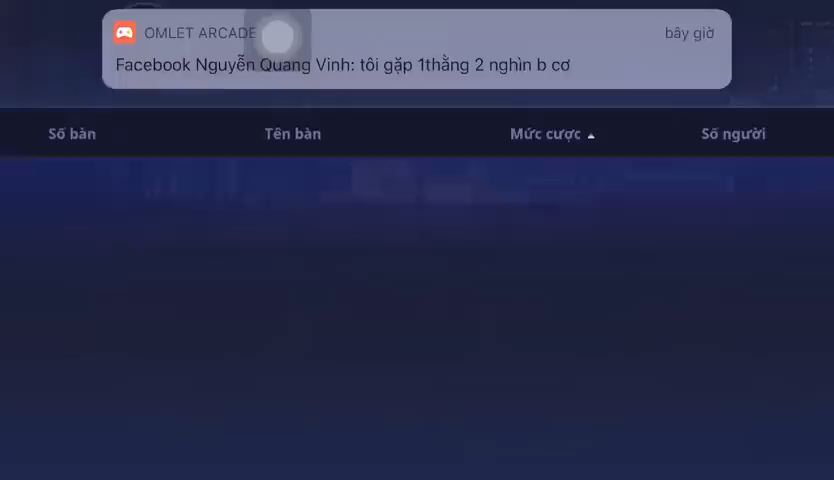 OMLET ARCADE
bây giờ
Facebook Nguyễn Quang Vinh: tôi gặp 1thằng 2 nghìn b cơ
Số bàn
Tên bàn
Mức cược
Số người